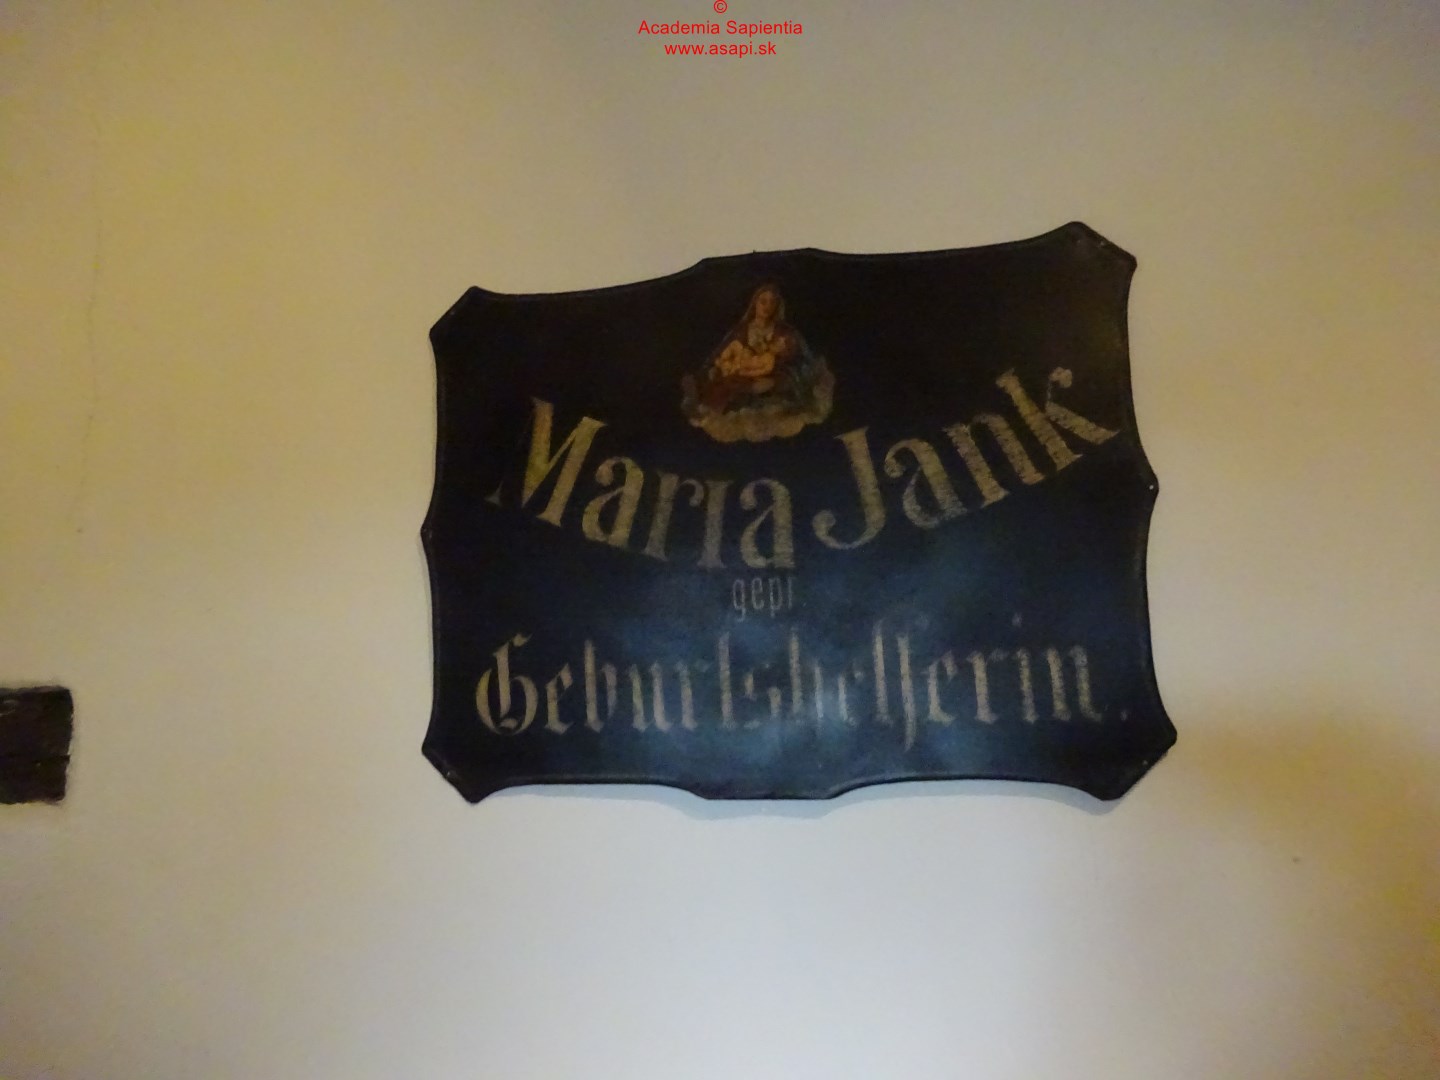 ©
Academia Sapientia
www.asapi.sk
Maria Jank
gepr
Geburtshelferin.